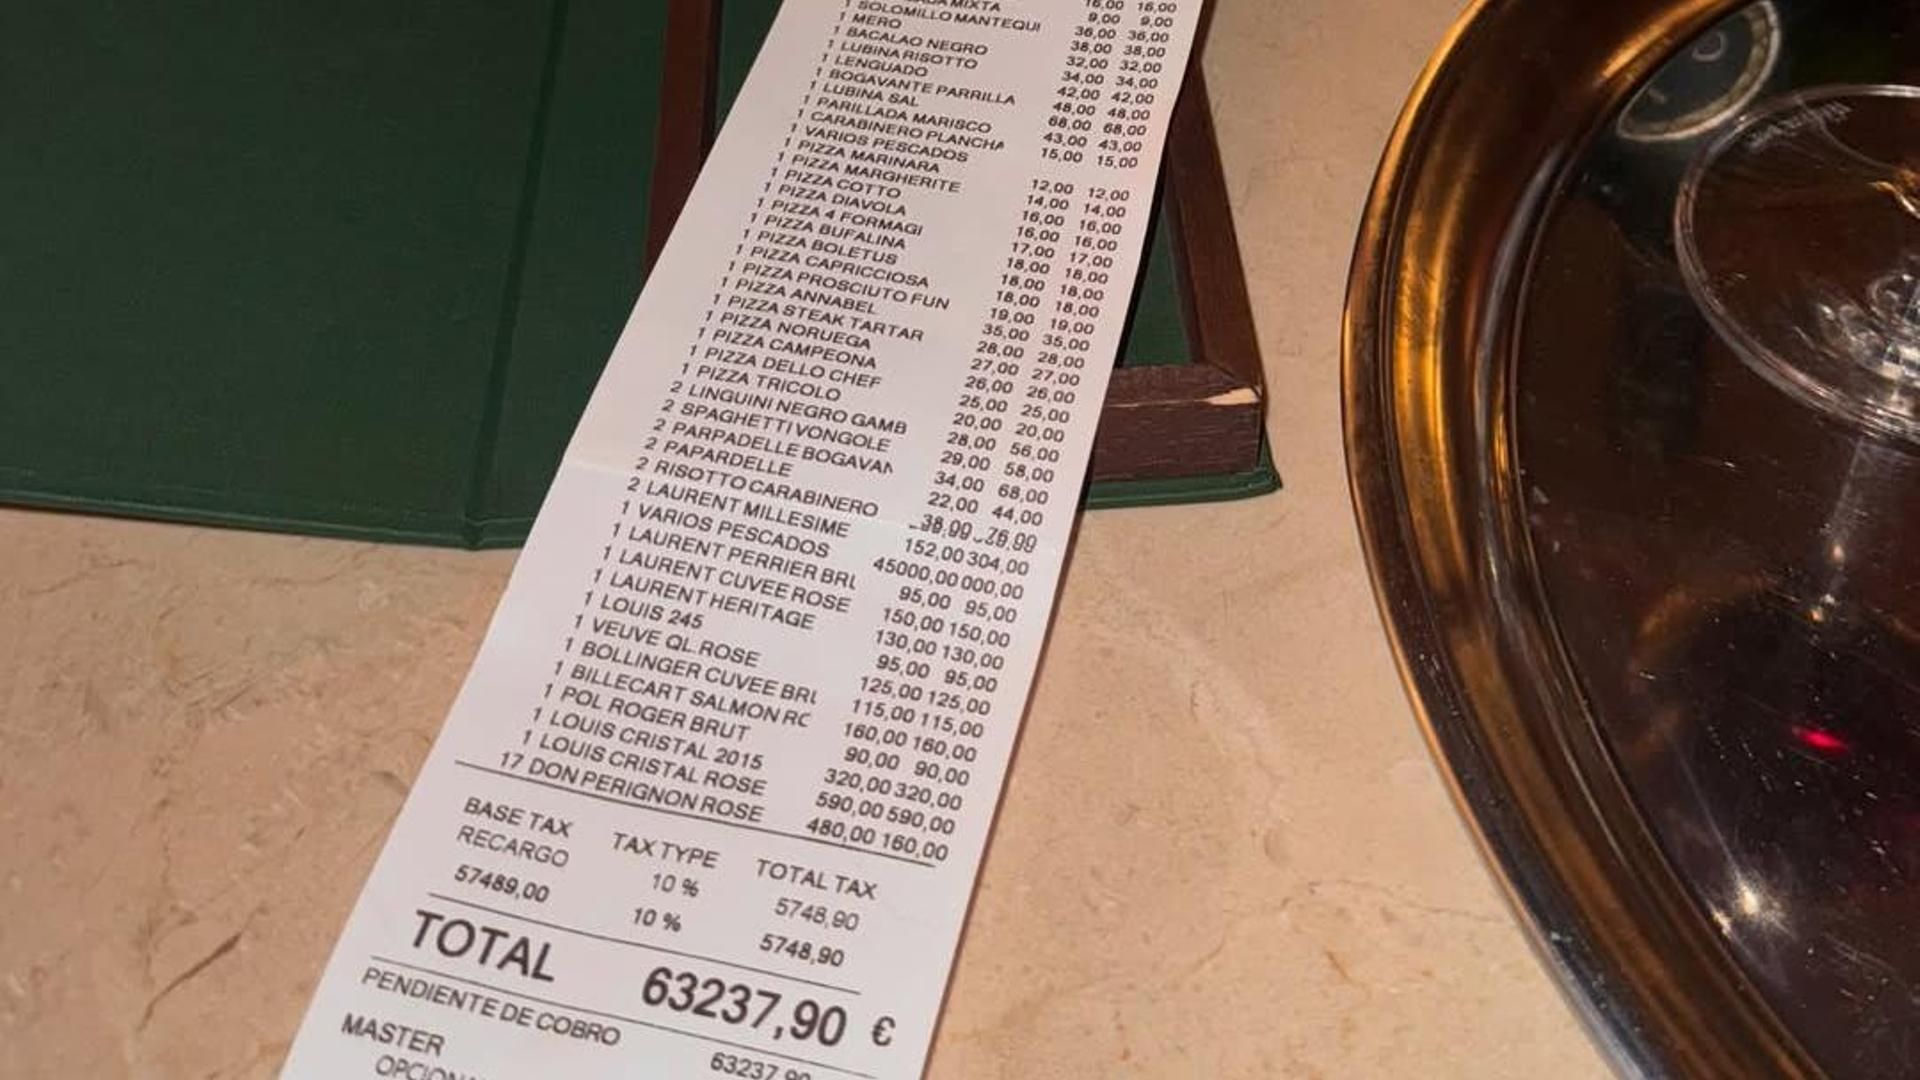 16,00 16,00
ADA MIXTA 9,00 9,00
1 SOLOMILLO MANTEQUI 36,00 36,00
1 MERO 38,00 38,00
1 BACALAO NEGRO 32,00 32,00
1 LUBINA RISOTTO 34,00 34,00
1 LENGUADO 42,00 42,00
1 BOGAVANTE PARRILLA 48,00 48,00
1 LUBINA SAL 68,00 68,00
1 PARILLADA MARISCO 43,00 43,00
1 CARABINERO PLANCHA 15,00 15,00
1 VARIOS PESCADOS
1 PIZZA MARINARA 12,00 12,00
1 PIZZA MARGHERITE 14,00 14,00
1 PIZZA COTTO 16,00 16,00
1 PIZZA DIAVOLA 16,00 16,00
1 PIZZA 4 FORMAGI 17,00 17,00
1 PIZZA BUFALINA 18,00 18,00
1 PIZZA BOLETUS 18,00 18,00
1 PIZZA CAPRICCIOSA 18,00 18,00
1 PIZZA PROSCIUTO FUN 19,00 19,00
1 PIZZA ANNABEL 35,00 35,00
1 PIZZA STEAK TARTAR 28,00 28,00
1 PIZZA NORUEGA 27,00 27,00
1 PIZZA CAMPEONA 26,00 26,00
1 PIZZA DELLO CHEF 25,00 25,00
1 PIZZA TRICOLO 20,00 20,00
2 LINGUINI NEGRO GAMB 28,00 56,00
2 SPAGHETTI VONGOLE 29,00 58,00
2 PARPADELLE BOGAVAN 34,00 68,00
2 PAPARDELLE 22,00 44,00
2 RISOTTO CARABINERO 38,00 76,00
2 LAURENT MILLESIME 152,00 304,00
1 VARIOS PESCADOS 45000,00 000,00
1 LAURENT PERRIER BRU 95,00 95,00
1 LAURENT CUVEE ROSE 150,00 150,00
1 LAURENT HERITAGE 130,00 130,00
1 LOUIS 245 95,00 95,00
1 VEUVE QL.ROSE 125,00 125,00
1 BOLLINGER CUVEE BRU 115,00 115,00
1 BILLECART SALMON RO 160,00 160,00
1 POL ROGER BRUT 90,00 90,00
1 LOUIS CRISTAL 2015 320,00 320,00
1 LOUIS CRISTAL ROSE 590,00 590,00
17 DON PERIGNON ROSE 480,00 160,00
BASE TAX TAX TYPE TOTAL TAX
RECARGO 10 % 5748,90
57489,00 10 % 5748,90
TOTAL 63237,90 €
PENDIENTE DE COBRO 63237,90
MASTER